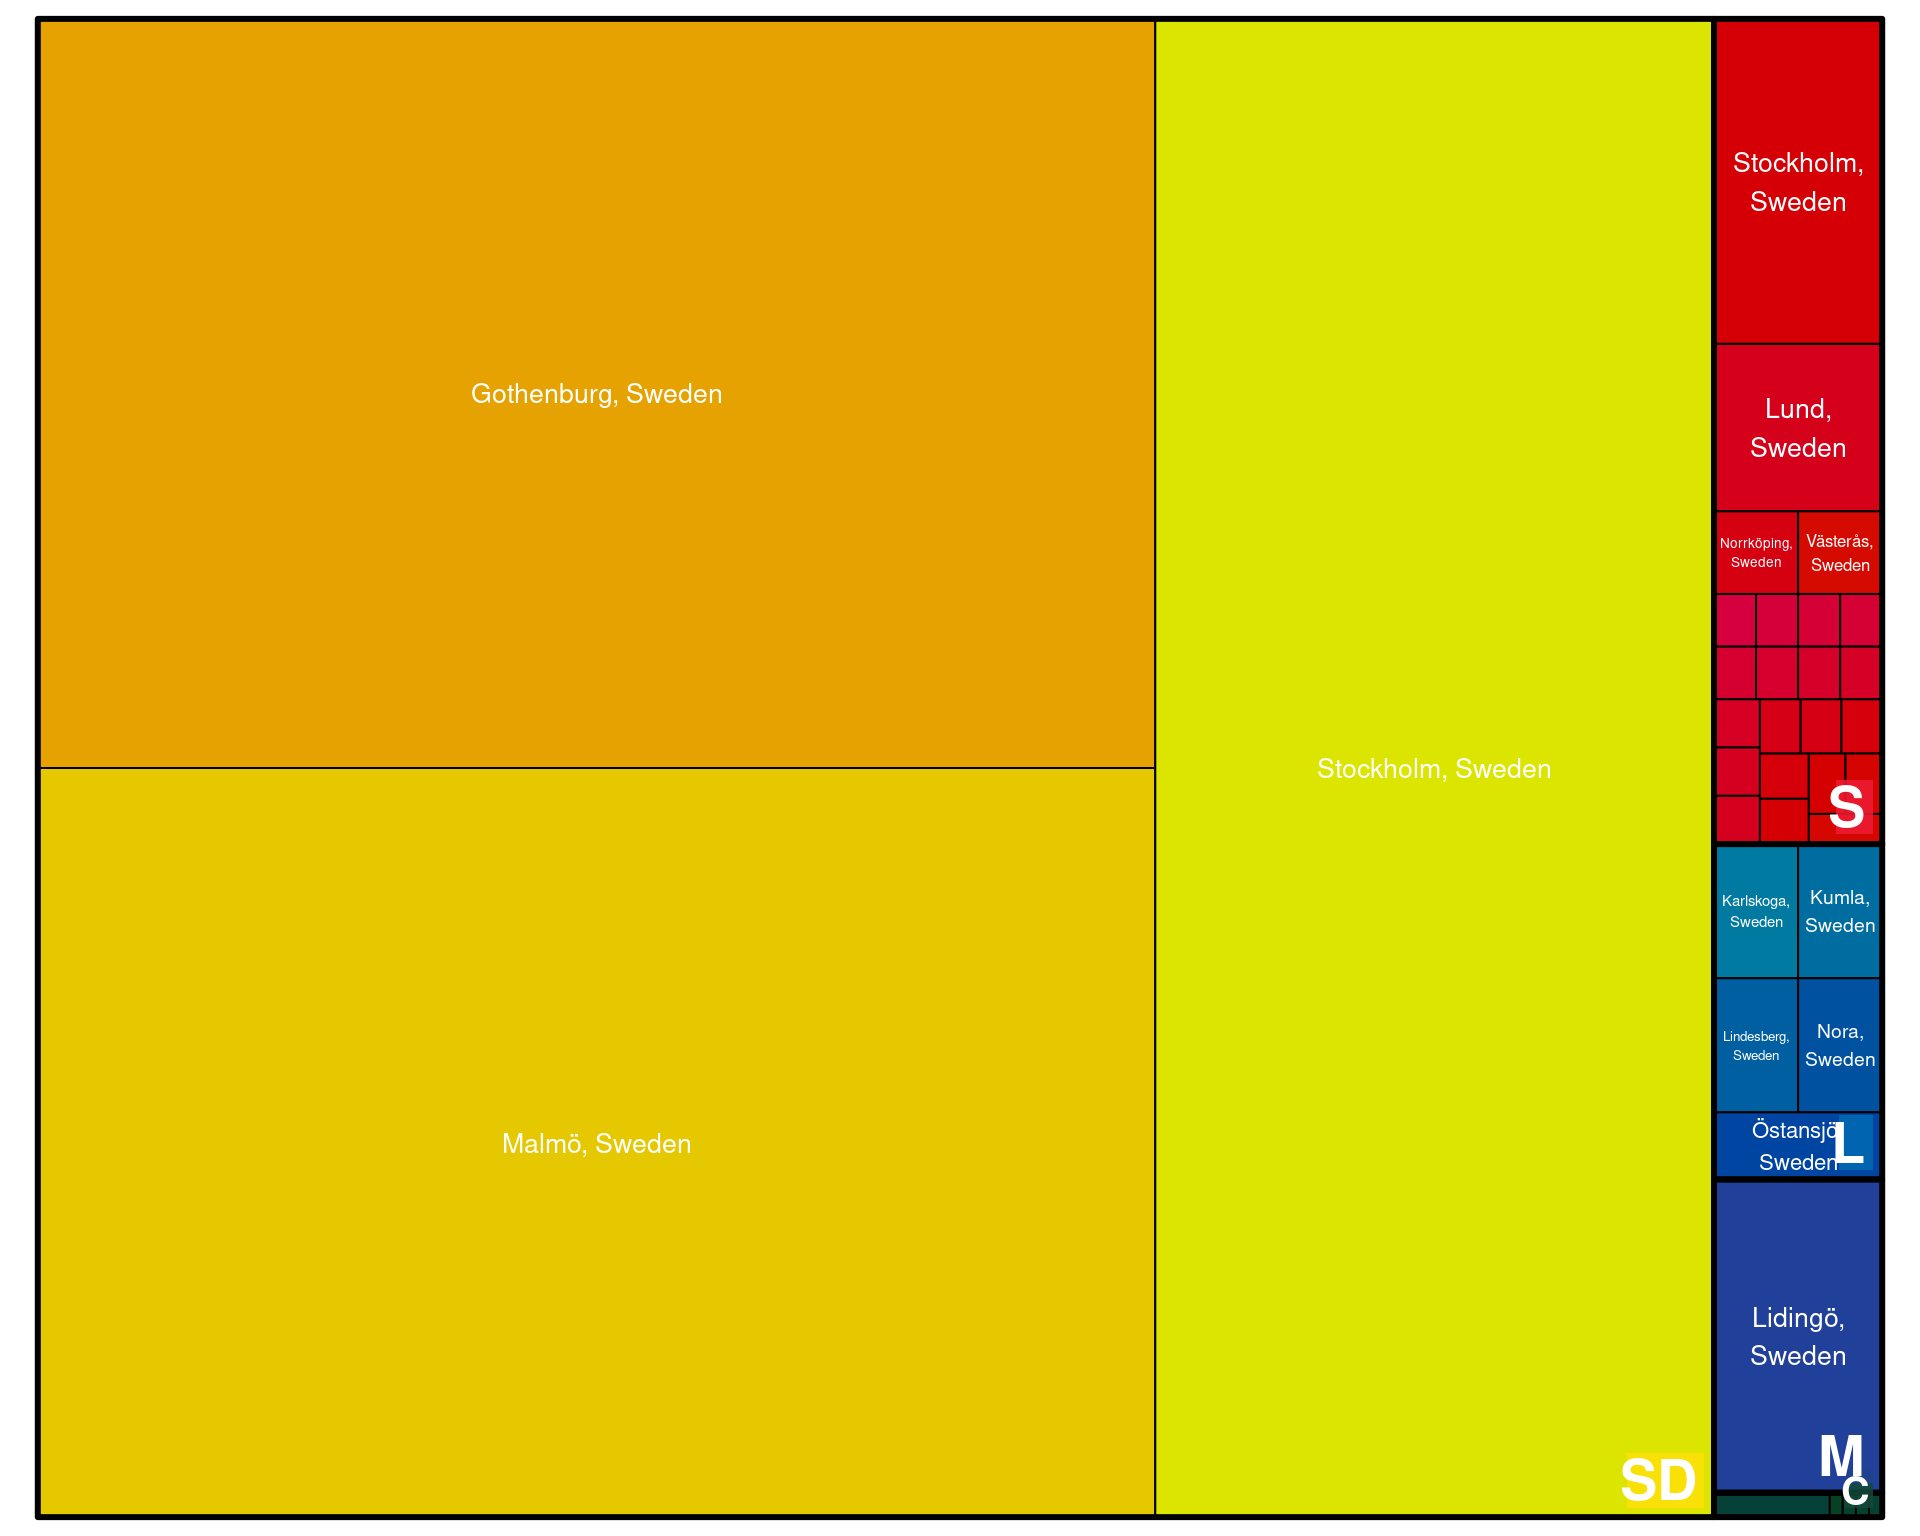 Gothenburg, Sweden
Malmö, Sweden
Stockholm, Sweden
SD
Stockholm,
Sweden
Lund,
Sweden
Norrköping,
Sweden
Västerås,
Sweden
S
Karlskoga,
Sweden
Kumla,
Sweden
Lindesberg,
Sweden
Nora,
Sweden
Östansjö
Sweden
L
Lidingö,
Sweden
M
C